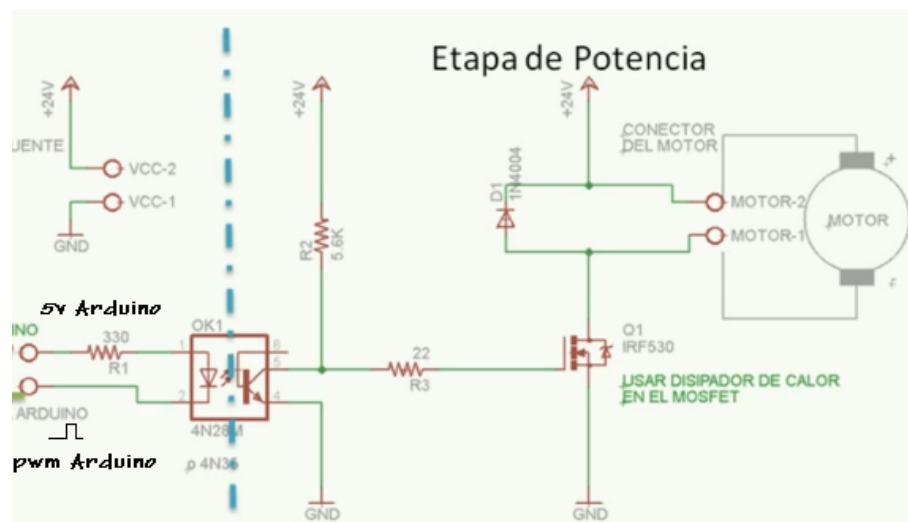 Etapa de Potencia
+24V
+24V
+24V
UENTE
VCC-2
VCC-1
GND
CONECTOR
DEL MOTOR
D1
1N4004
MOTOR-2
MOTOR-1
MOTOR
+
-
R2
5.6K
5v Arduino
NO
330
R1
OK1
1
2
6
5
4
22
R3
Q1
IRF530
USAR DISIPADOR DE CALOR
EN EL MOSFET
ARDUINO
4N28M
pwm Arduino
o 4N35
GND
GND